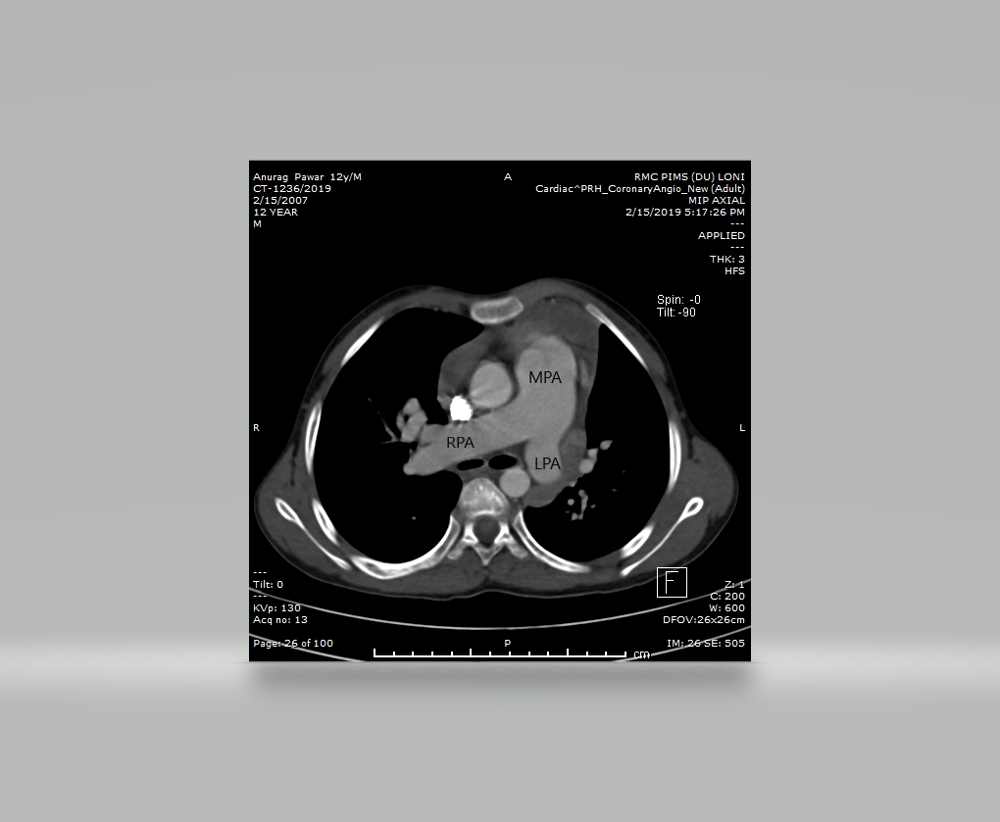 Anurag Pawar 12y/M
CT-1236/2019
2/15/2007
12 YEAR
M
A
RMC PIMS (DU) LONI
Cardiac^PRH_CoronaryAngio_New (Adult)
MIP AXIAL
2/15/2019 5:17:26 PM
---
APPLIED
---
THK: 3
HFS
Spin: -0
Tilt: -90
MPA
R
L
RPA
LPA
---
Tilt: 0
---
KVp: 130
Acq no: 13
Page: 26 of 100
F
Z: 1
C: 200
W: 600
DFOV:26x26cm
P
IM: 26 SE: 505
cm